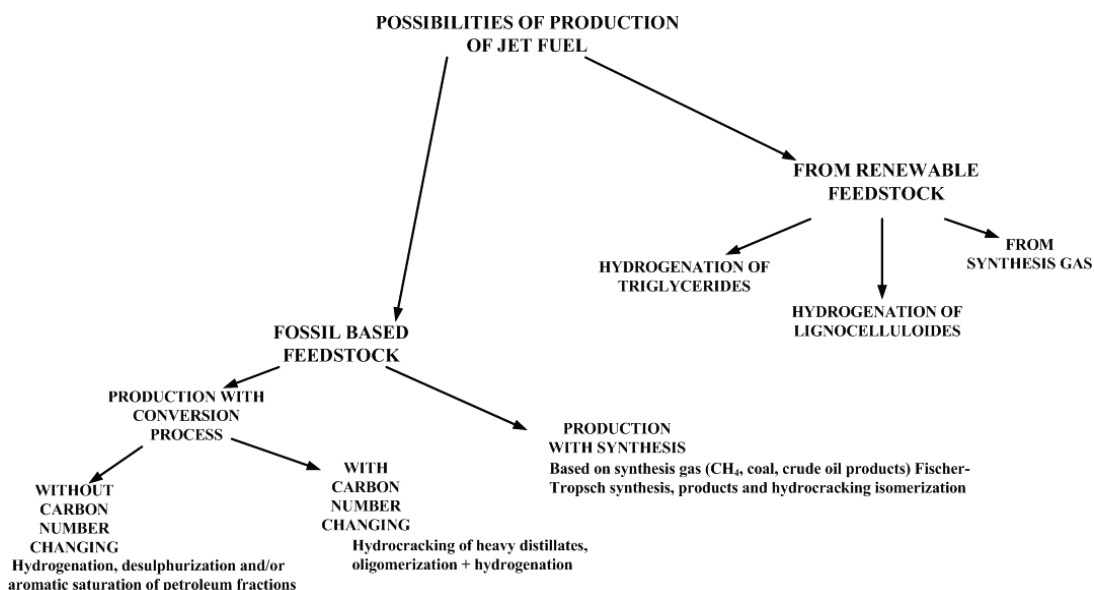 POSSIBILITIES OF PRODUCTION
OF JET FUEL
FROM RENEWABLE
FEEDSTOCK
HYDROGENATION OF
TRIGLYCERIDES
HYDROGENATION OF
LIGNOCELLULOIDES
FROM
SYNTHESIS GAS
FOSSIL BASED
FEEDSTOCK
PRODUCTION WITH
CONVERSION
PROCESS
WITHOUT
CARBON
NUMBER
CHANGING
Hydrogenation, desulphurization and/or
aromatic saturation of petroleum fractions
WITH
CARBON
NUMBER
CHANGING
Hydrocracking of heavy distillates,
oligomerization + hydrogenation
PRODUCTION
WITH SYNTHESIS
Based on synthesis gas (CH₄, coal, crude oil products) Fischer-
Tropsch synthesis, products and hydrocracking isomerization